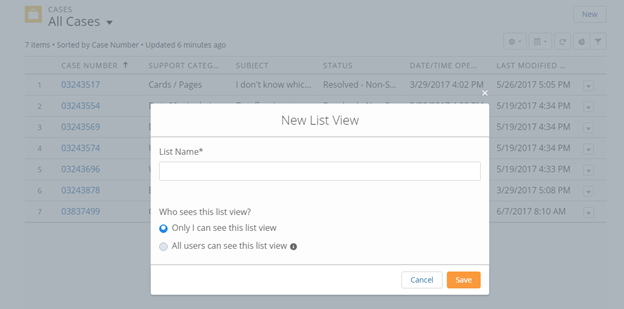 CASES
All Cases
New
7 items • Sorted by Case Number • Updated 6 minutes ago
CASE NUMBER SUPPORT CATEG... SUBJECT STATUS DATE/TIME OPE... LAST MODIFIED ...
1 03243517 Cards / Pages I don't know whic... Resolved - Non-S... 3/29/2017 4:02 PM 5/26/2017 5:05 PM
2 03243554 5/19/2017 4:34 PM
3 03243569 5/19/2017 4:34 PM
4 03243574 5/19/2017 4:34 PM
5 03243696 5/19/2017 4:33 PM
6 03243878 3/29/2017 5:08 PM
7 03837499 6/7/2017 8:10 AM
New List View
List Name*
Who sees this list view?
Only I can see this list view
All users can see this list view
Cancel Save